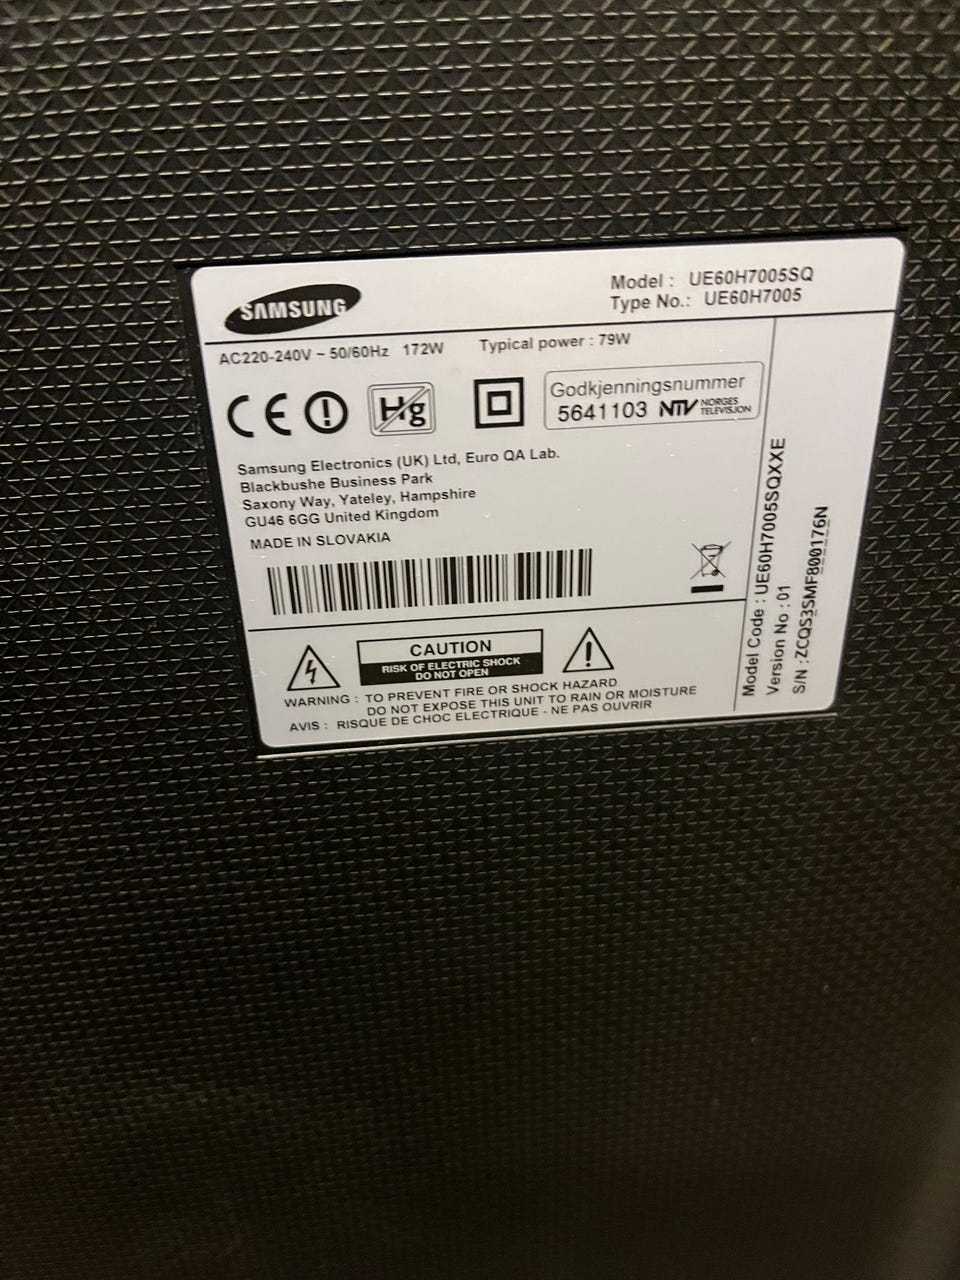 SAMSUNG
Model : UE60H7005SQ
Type No.: UE60H7005
AC220-240V ~ 50/60Hz 172W Typical power : 79W
CE Hg
Godkjenningsnummer
5641103 NTV NORGES TELEVISJON
Samsung Electronics (UK) Ltd, Euro QA Lab.
Blackbushe Business Park
Saxony Way, Yateley, Hampshire
GU46 6GG United Kingdom
MADE IN SLOVAKIA
CAUTION
RISK OF ELECTRIC SHOCK
DO NOT OPEN
WARNING : TO PREVENT FIRE OR SHOCK HAZARD
DO NOT EXPOSE THIS UNIT TO RAIN OR MOISTURE
AVIS : RISQUE DE CHOC ELECTRIQUE - NE PAS OUVRIR
Model Code : UE60H7005SQXXE
Version No : 01
S/N : ZCQS3SMF800176N